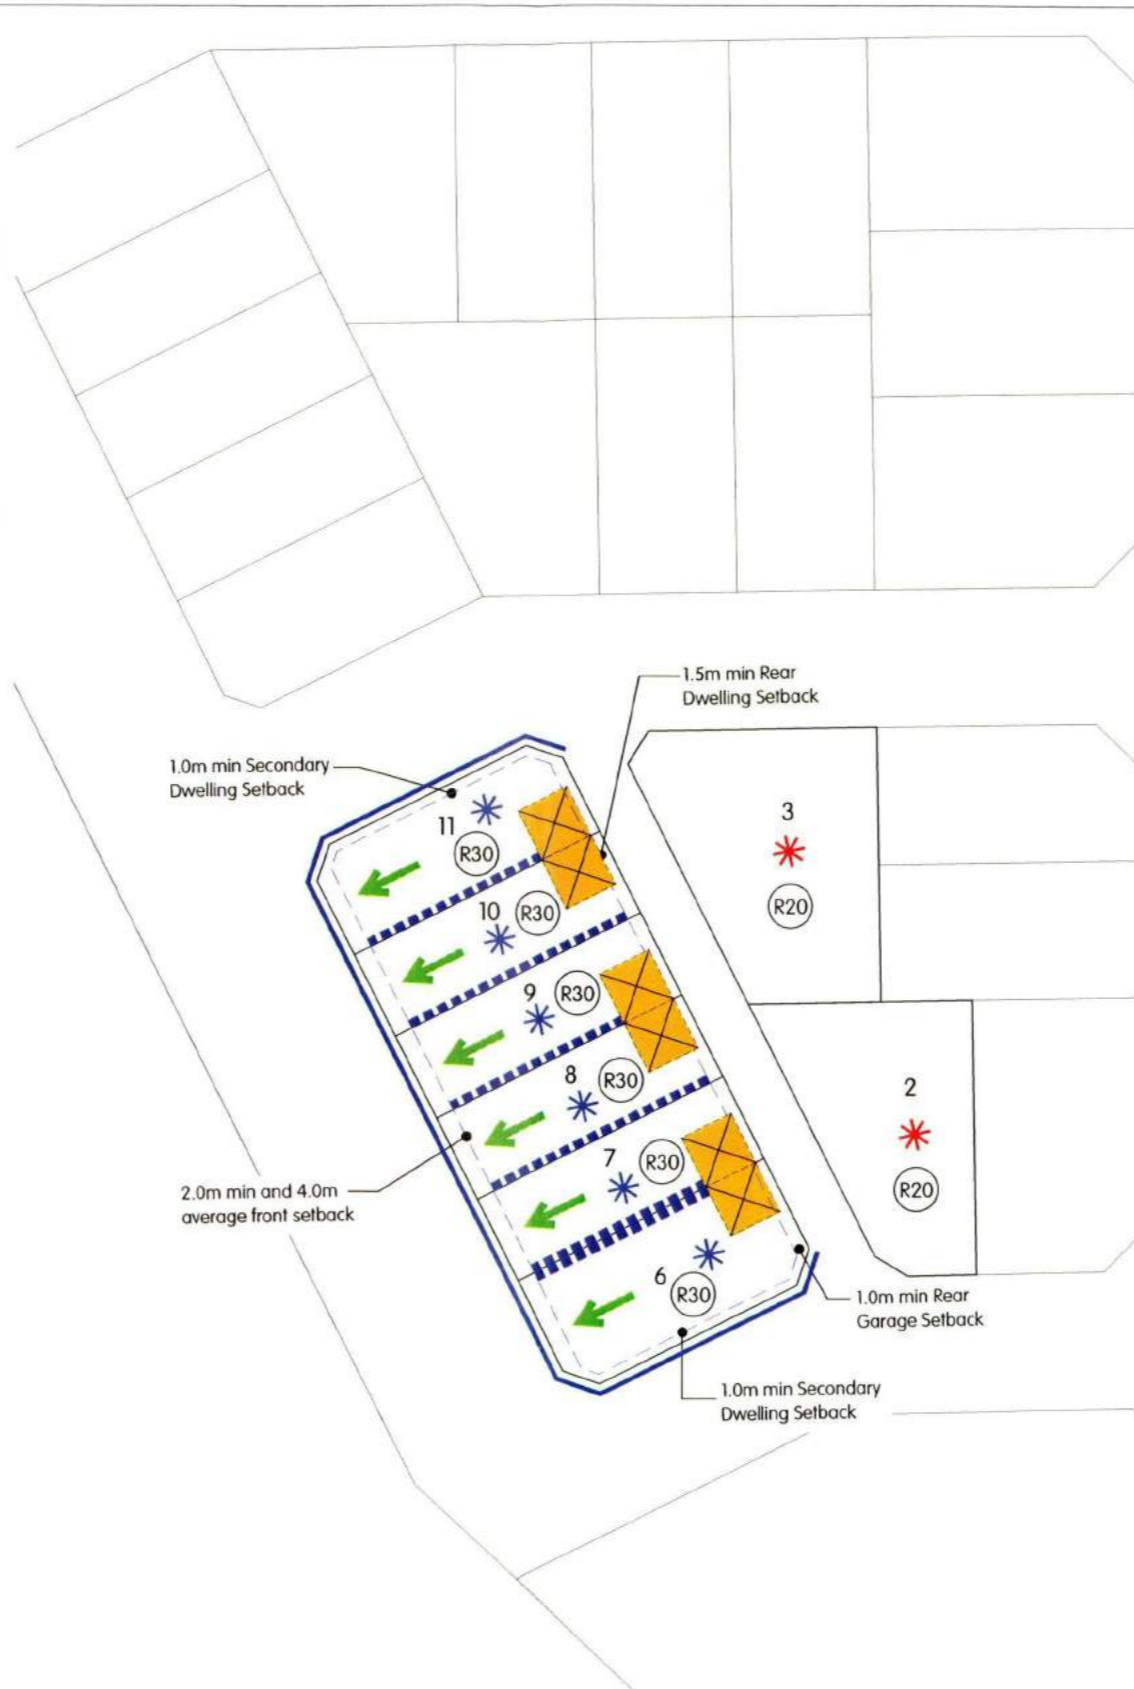 1.5m min Rear
Dwelling Setback
1.0m min Secondary
Dwelling Setback
3
R20
11
R30
10
R30
9
R30
8
R30
7
R30
6
R30
2
R20
2.0m min and 4.0m
average front setback
1.0m min Rear
Garage Setback
1.0m min Secondary
Dwelling Setback